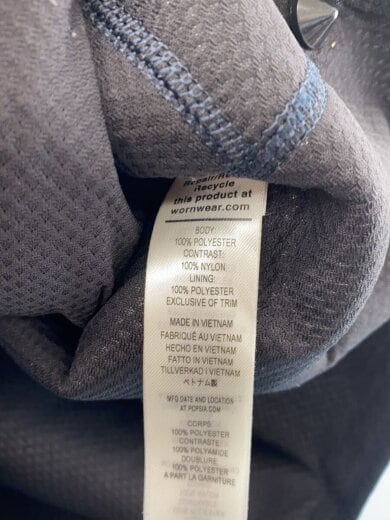 Repair/Re
Recycle
this product at
wornwear.com
BODY:
100% POLYESTER
CONTRAST:
100% NYLON
LINING:
100% POLYESTER
EXCLUSIVE OF TRIM
MADE IN VIETNAM
FABRIQUÉ AU VIETNAM
HECHO EN VIETNAM
FATTO IN VIETNAM
TILLVERKAD I VIETNAM
ベトナム製
MFG DATE AND LOCATION
AT PCFSIA.COM
CORPS:
100% POLYESTER
CONTRASTE:
100% POLYAMIDE
DOUBLURE:
100% POLYESTER
A PART LA GARNITURE